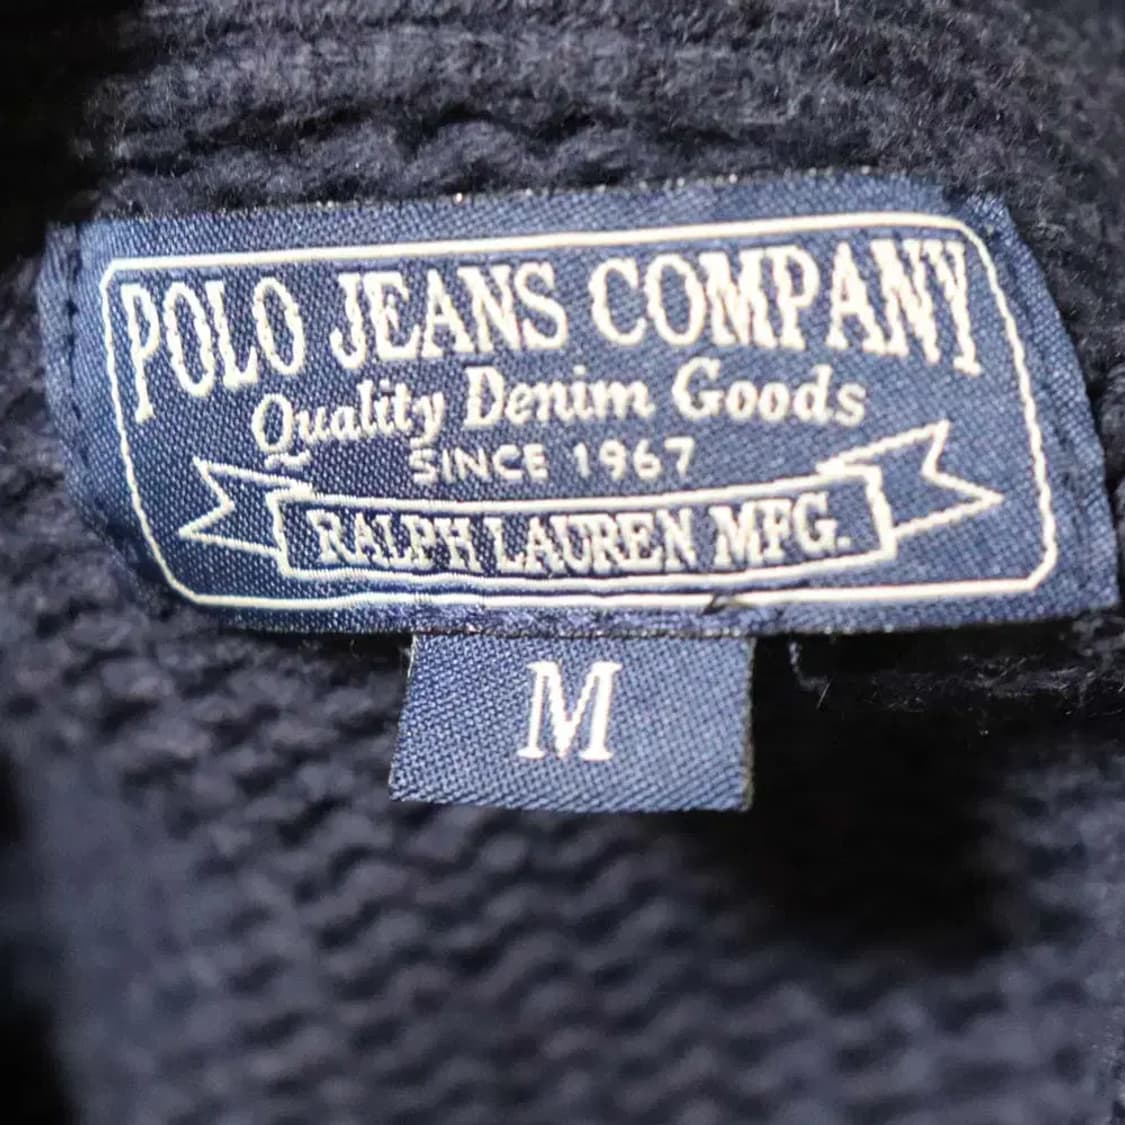 POLO JEANS COMPANY
Quality Denim Goods
SINCE 1967
RALPH LAUREN MFG.
M